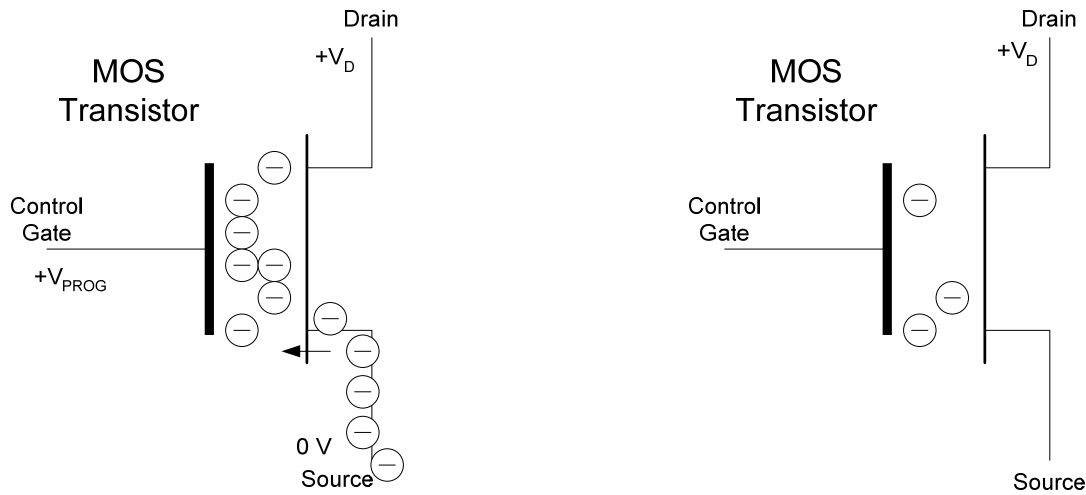 Drain
+V_D
MOS
Transistor
Control
Gate
+V_PROG
0 V
Source
Drain
+V_D
MOS
Transistor
Control
Gate
Source